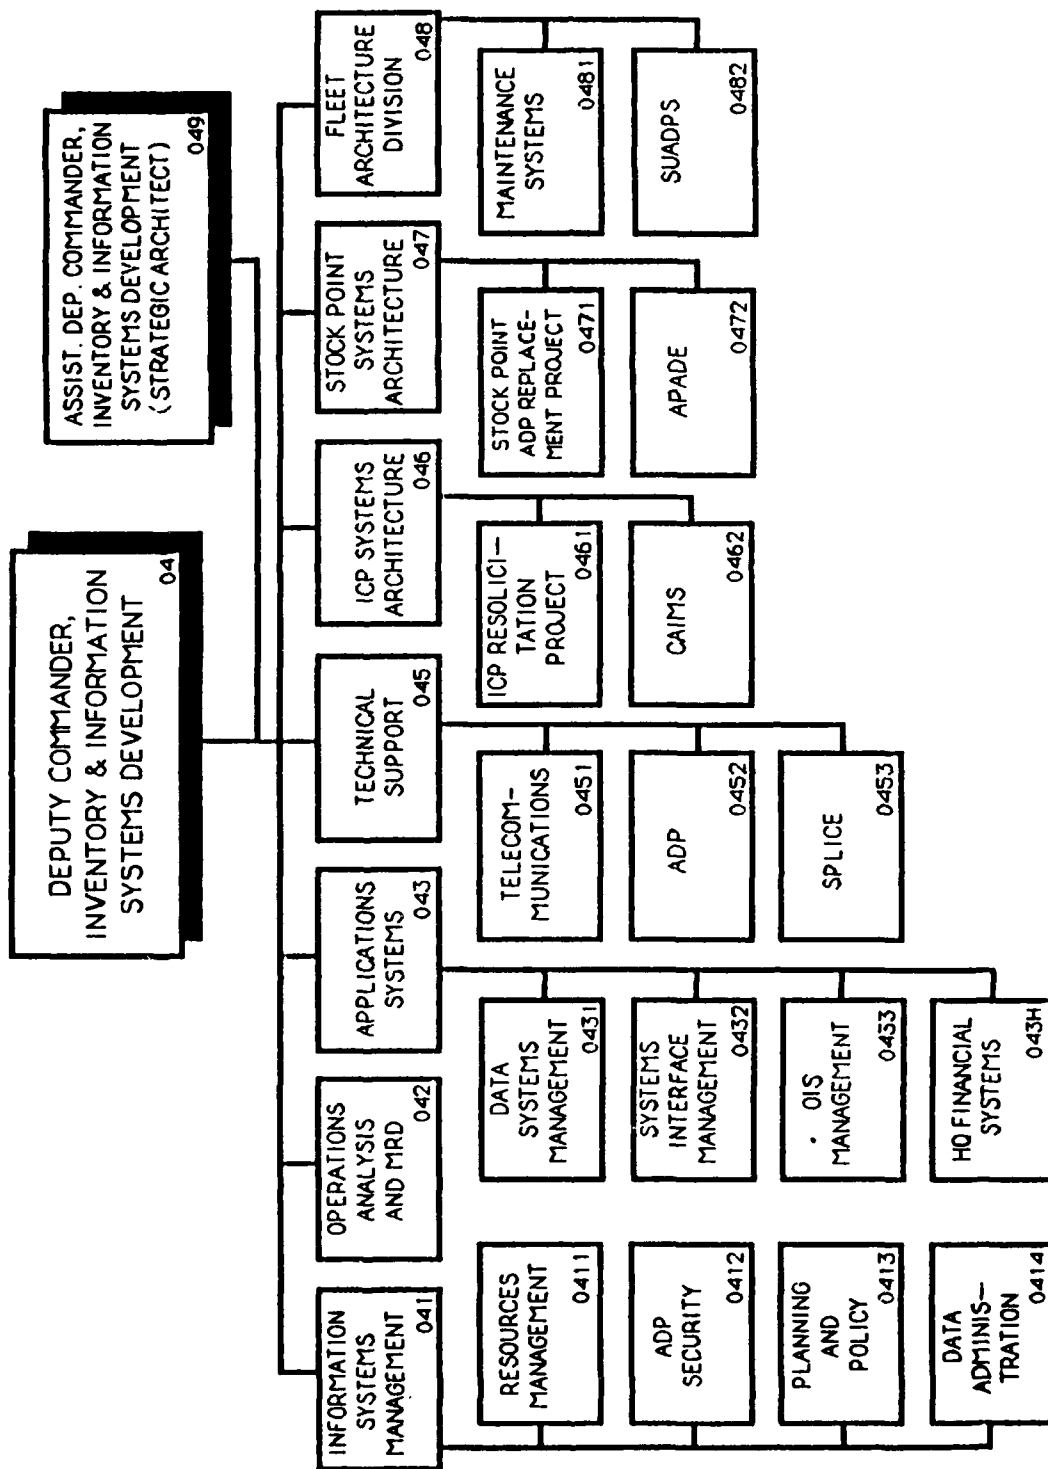 DEPUTY COMMANDER,
INVENTORY & INFORMATION
SYSTEMS DEVELOPMENT
04
ASSIST. DEP. COMMANDER,
INVENTORY & INFORMATION
SYSTEMS DEVELOPMENT
(STRATEGIC ARCHITECT)
049
INFORMATION
SYSTEMS
MANAGEMENT
041
OPERATIONS
ANALYSIS
AND MRD
042
APPLICATIONS
SYSTEMS
043
TECHNICAL
SUPPORT
045
ICP SYSTEMS
ARCHITECTURE
046
STOCK POINT
SYSTEMS
ARCHITECTURE
047
FLEET
ARCHITECTURE
DIVISION
048
RESOURCES
MANAGEMENT
0411
ADP
SECURITY
0412
PLANNING
AND
POLICY
0413
DATA
ADMINIS-
TRATION
0414
DATA
SYSTEMS
MANAGEMENT
0431
SYSTEMS
INTERFACE
MANAGEMENT
0432
OIS
MANAGEMENT
0433
HQ FINANCIAL
SYSTEMS
043H
TELECOM-
MUNICATIONS
0451
ADP
0452
SPLICE
0453
ICP RESOLICI-
TATION
PROJECT
0461
CAIMS
0462
STOCK POINT
ADP REPLACE-
MENT PROJECT
0471
APADE
0472
MAINTENANCE
SYSTEMS
0481
SUADPS
0482